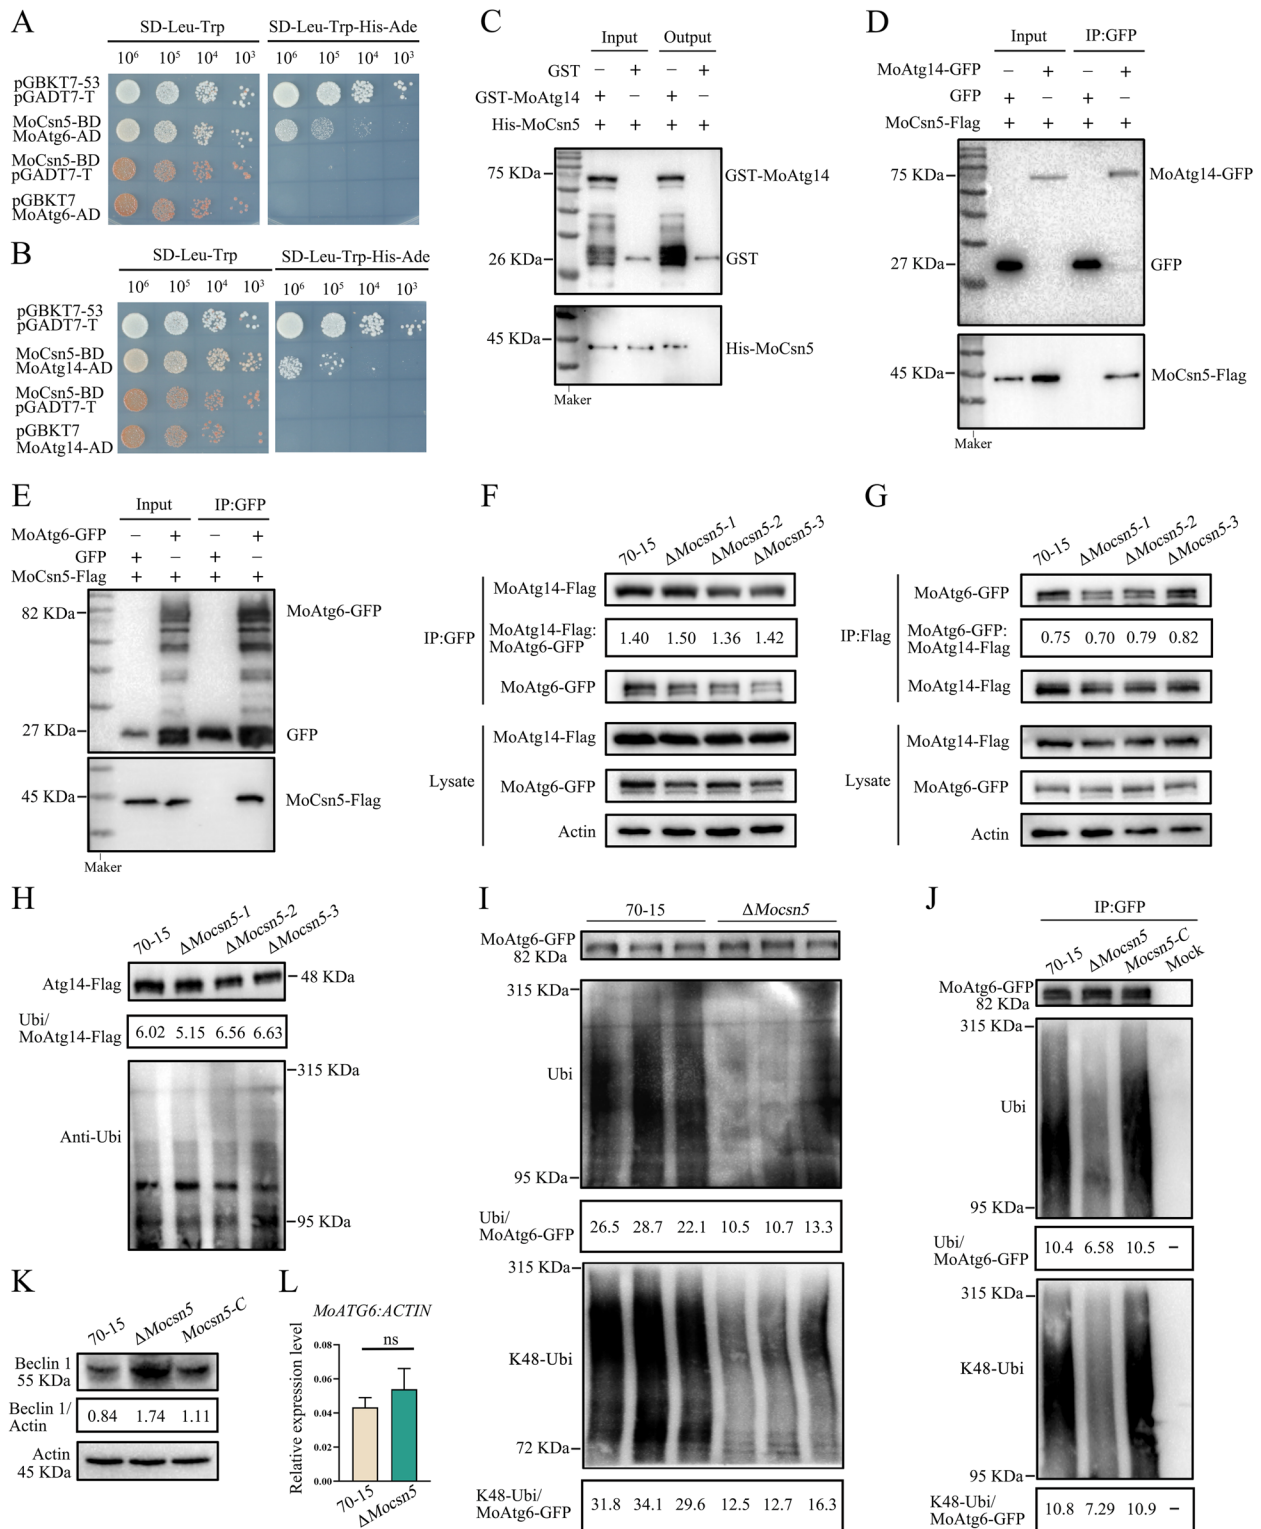 A
SD-Leu-Trp
SD-Leu-Trp-His-Ade
10⁶ 10⁵ 10⁴ 10³ 10⁶ 10⁵ 10⁴ 10³
pGBKT7-53
pGADT7-T
MoCsn5-BD
MoAtg6-AD
MoCsn5-BD
pGADT7-T
pGBKT7
MoAtg6-AD
B
SD-Leu-Trp
SD-Leu-Trp-His-Ade
10⁶ 10⁵ 10⁴ 10³ 10⁶ 10⁵ 10⁴ 10³
pGBKT7-53
pGADT7-T
MoCsn5-BD
MoAtg14-AD
MoCsn5-BD
pGADT7-T
pGBKT7
MoAtg14-AD
C
Input Output
GST − + − +
GST-MoAtg14 + − + −
His-MoCsn5 + + + +
75 KDa
GST-MoAtg14
26 KDa
GST
45 KDa
His-MoCsn5
Maker
D
Input IP:GFP
MoAtg14-GFP − + − +
GFP + − + −
MoCsn5-Flag + + + +
75 KDa
MoAtg14-GFP
27 KDa
GFP
45 KDa
MoCsn5-Flag
Maker
E
Input IP:GFP
MoAtg6-GFP − + − +
GFP + − + −
MoCsn5-Flag + + + +
82 KDa
MoAtg6-GFP
27 KDa
GFP
45 KDa
MoCsn5-Flag
Maker
F
70-15 ΔMocsn5-1 ΔMocsn5-2 ΔMocsn5-3
IP:GFP
MoAtg14-Flag
MoAtg14-Flag:
MoAtg6-GFP
1.40 1.50 1.36 1.42
MoAtg6-GFP
Lysate
MoAtg14-Flag
MoAtg6-GFP
Actin
G
70-15 ΔMocsn5-1 ΔMocsn5-2 ΔMocsn5-3
IP:Flag
MoAtg6-GFP
MoAtg6-GFP:
MoAtg14-Flag
0.75 0.70 0.79 0.82
MoAtg14-Flag
Lysate
MoAtg14-Flag
MoAtg6-GFP
Actin
H
70-15 ΔMocsn5-1 ΔMocsn5-2 ΔMocsn5-3
Atg14-Flag
48 KDa
Ubi/
MoAtg14-Flag
6.02 5.15 6.56 6.63
315 KDa
Anti-Ubi
95 KDa
I
70-15 ΔMocsn5
MoAtg6-GFP
82 KDa
315 KDa
Ubi
95 KDa
Ubi/
MoAtg6-GFP
26.5 28.7 22.1 10.5 10.7 13.3
315 KDa
K48-Ubi
72 KDa
K48-Ubi/
MoAtg6-GFP
31.8 34.1 29.6 12.5 12.7 16.3
J
IP:GFP
70-15 ΔMocsn5 Mocsn5-C Mock
MoAtg6-GFP
82 KDa
315 KDa
Ubi
95 KDa
Ubi/
MoAtg6-GFP
10.4 6.58 10.5 −
315 KDa
K48-Ubi
95 KDa
K48-Ubi/
MoAtg6-GFP
10.8 7.29 10.9 −
K
70-15 ΔMocsn5 Mocsn5-C
Beclin 1
55 KDa
Beclin 1/
Actin
0.84 1.74 1.11
Actin
45 KDa
L
MoATG6:ACTIN
Relative expression level
ns
0.08
0.06
0.04
0.02
0.00
70-15
ΔMocsn5